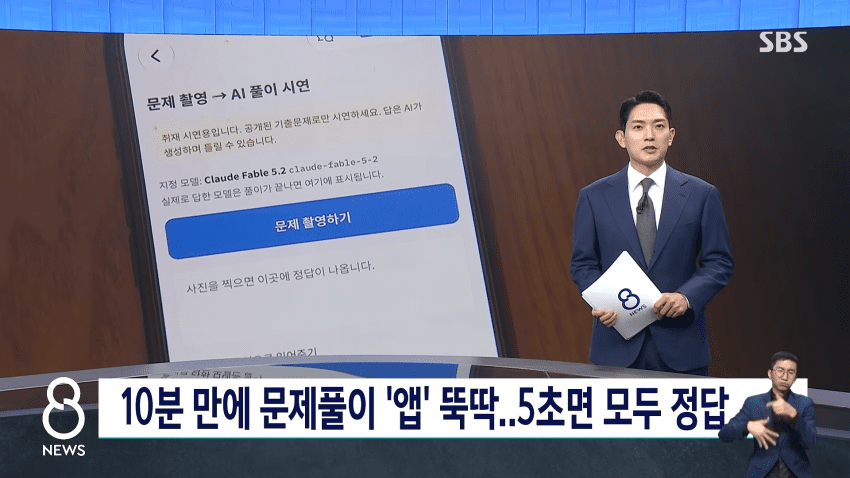 SBS
문제 촬영 → AI 풀이 시연
취재 시연용입니다. 공개된 기출문제로만 시연하세요. 답은 AI가
생성하며 틀릴 수 있습니다.
지정 모델: Claude Fable 5.2 claude-fable-5-2
실제로 답한 모델은 풀이가 끝나면 여기에 표시됩니다.
문제 촬영하기
사진을 찍으면 이곳에 정답이 나옵니다.
8
NEWS
10분 만에 문제풀이 '앱' 뚝딱..5초면 모두 정답
8
NEWS